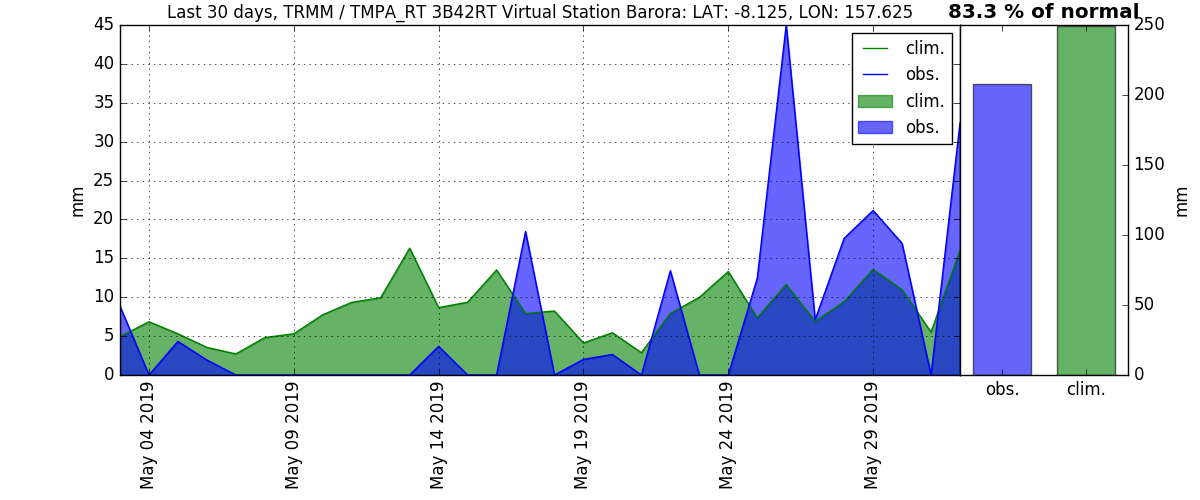 Last 30 days, TRMM / TMPA_RT 3B42RT Virtual Station Barora: LAT: -8.125, LON: 157.625
83.3 % of normal
45
40
35
30
25
20
15
10
5
0
mm
clim.
obs.
clim.
obs.
May 04 2019
May 09 2019
May 14 2019
May 19 2019
May 24 2019
May 29 2019
250
200
150
100
50
0
mm
obs.
clim.